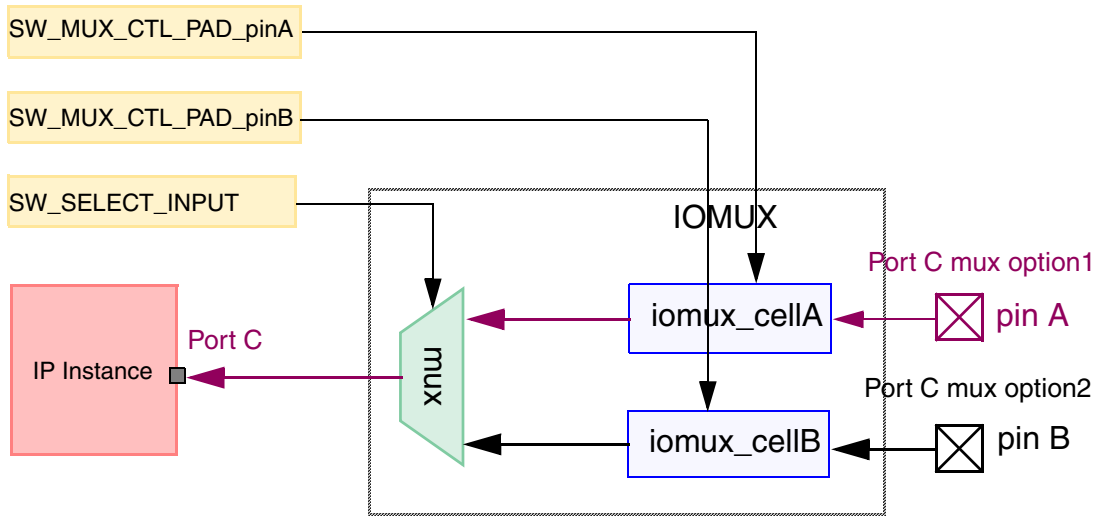 SW_MUX_CTL_PAD_pinA
SW_MUX_CTL_PAD_pinB
SW_SELECT_INPUT
IOMUX
Port C mux option1
iomux_cellA
pin A
Port C
IP Instance
mux
Port C mux option2
iomux_cellB
pin B